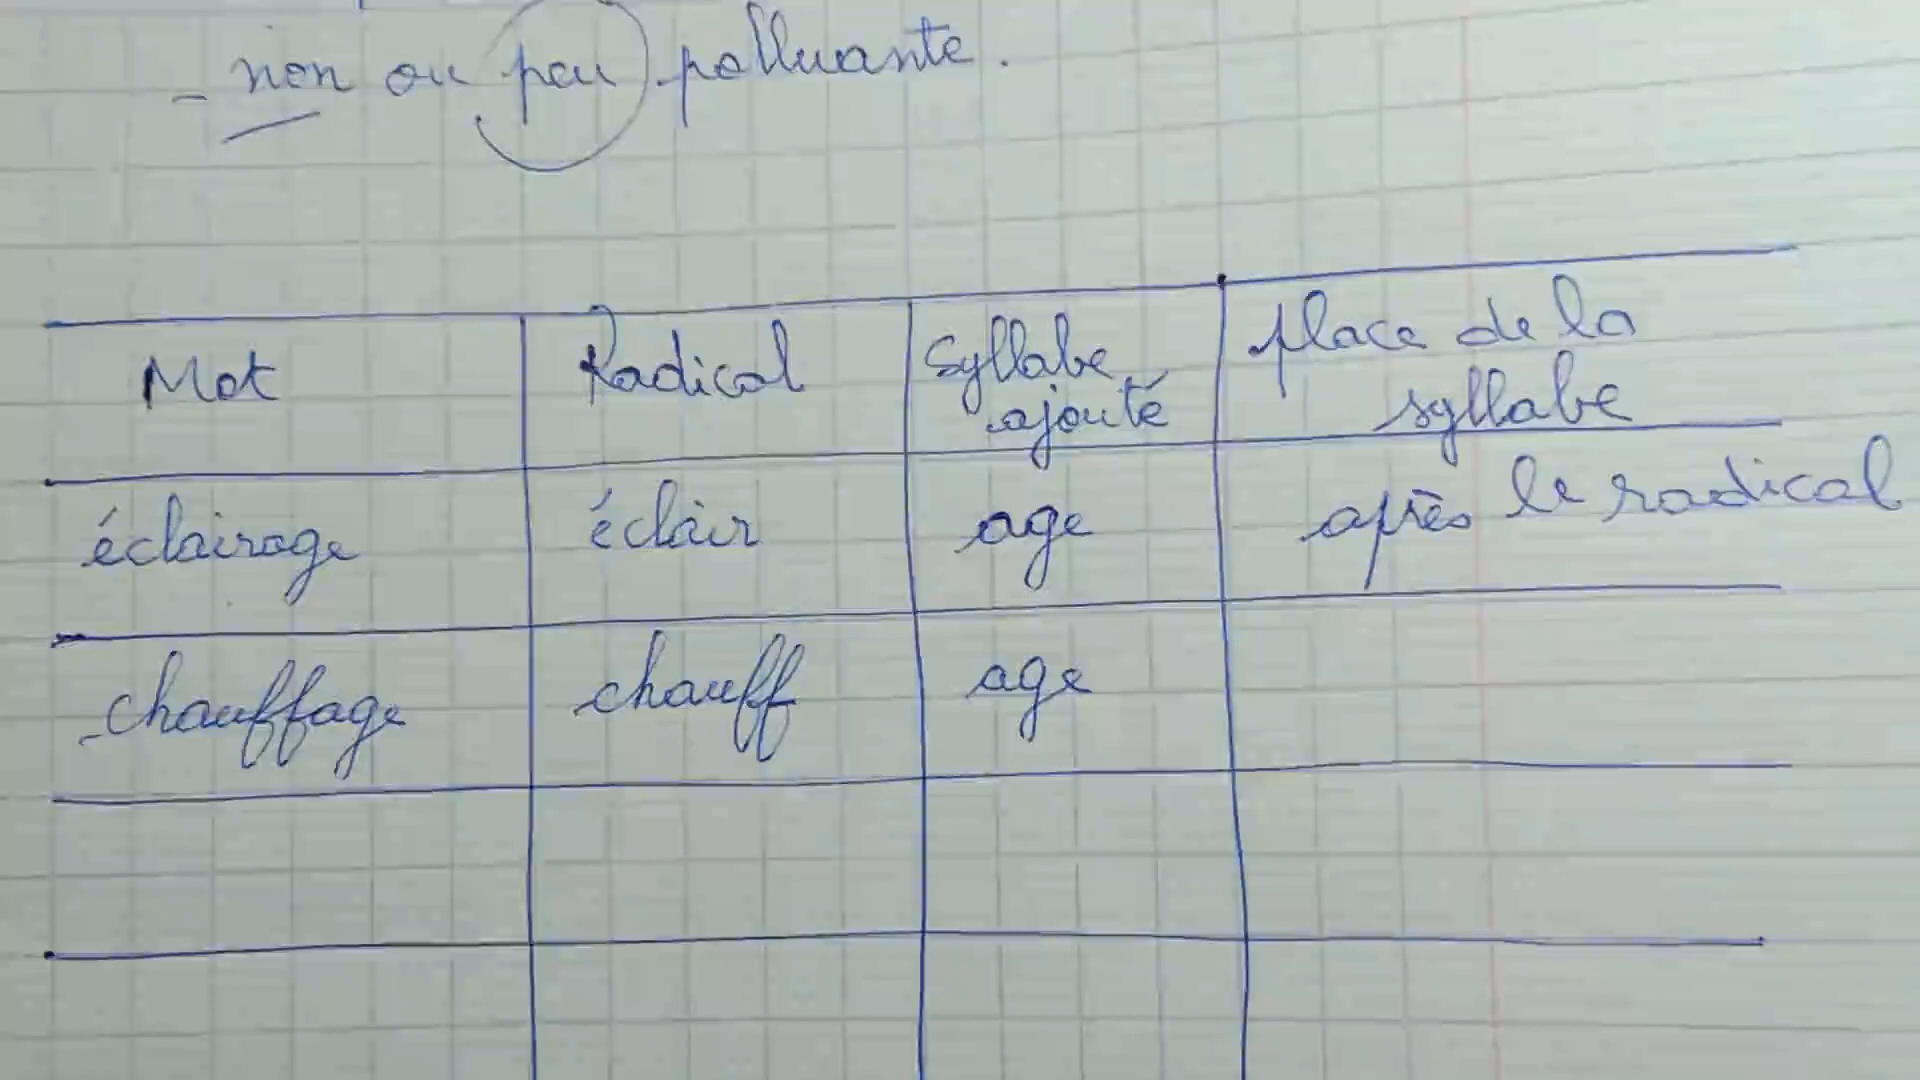 - non ou peu polluante.
Mot Radical Syllabe ajouté place de la syllabe
éclairage éclair age après le radical
chauffage chauff age